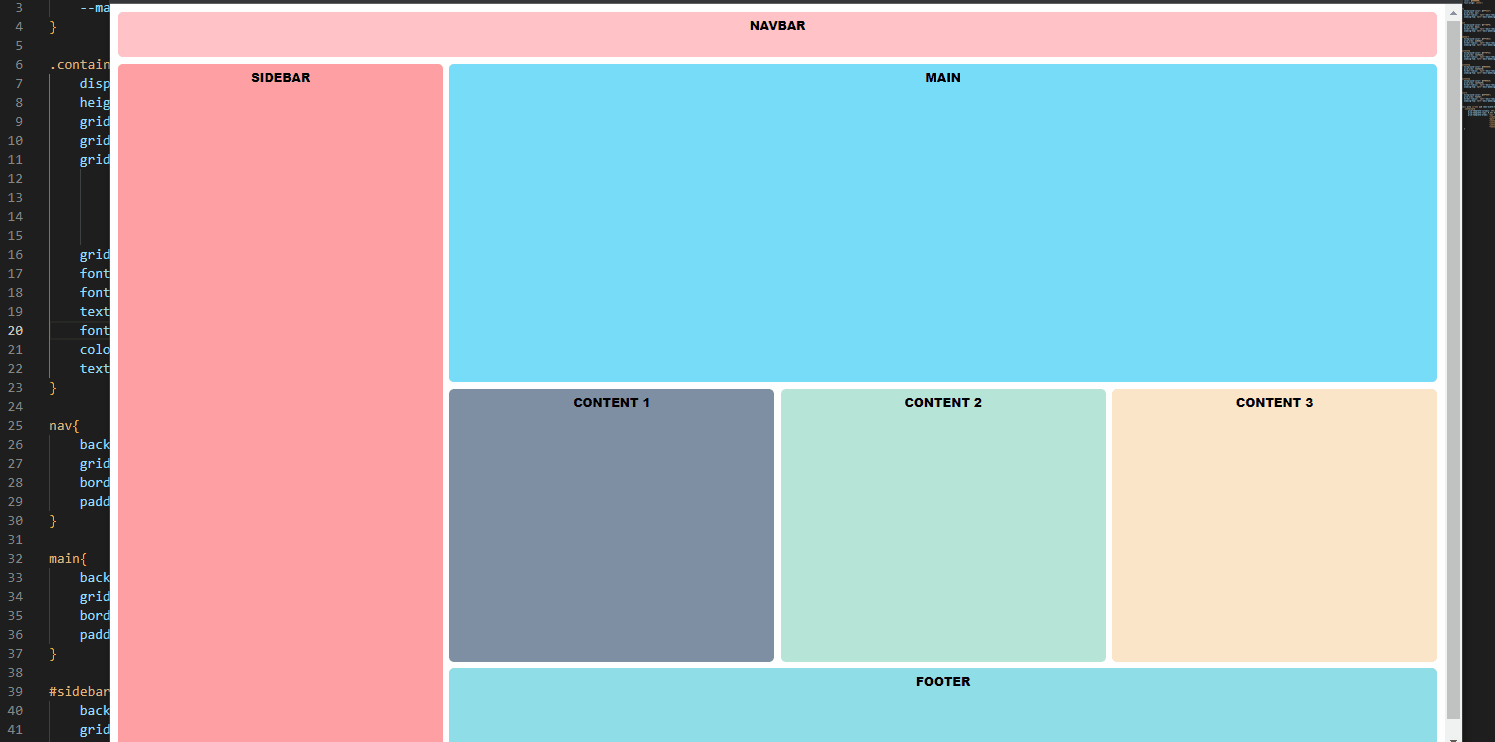 3 --ma
4 }
5
6 .contain
7 disp
8 heig
9 grid
10 grid
11 grid
12
13
14
15
16 grid
17 font
18 font
19 text
20 font
21 colo
22 text
23 }
24
25 nav{
26 back
27 grid
28 bord
29 padd
30 }
31
32 main{
33 back
34 grid
35 bord
36 padd
37 }
38
39 #sidebar
40 back
41 grid
NAVBAR
SIDEBAR
MAIN
CONTENT 1
CONTENT 2
CONTENT 3
FOOTER